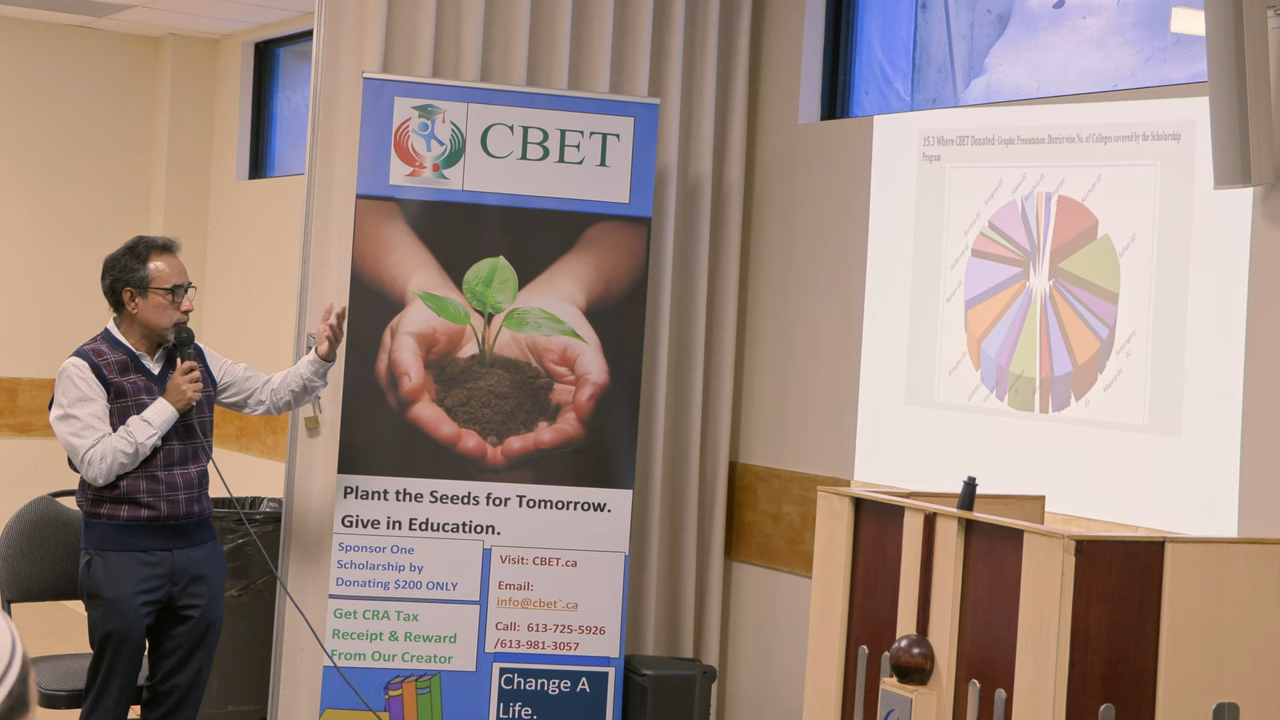 CBET
Plant the Seeds for Tomorrow.
Give in Education.
Sponsor One
Scholarship by
Donating $200 ONLY
Get CRA Tax
Receipt & Reward
From Our Creator
Visit: CBET.ca
Email:
info@cbet`.ca
Call: 613-725-5926
/613-981-3057
Change A
Life.
15.3 Where CBET Donated: Graphic Presentation: District wise No. of Colleges covered by the Scholarship
Program